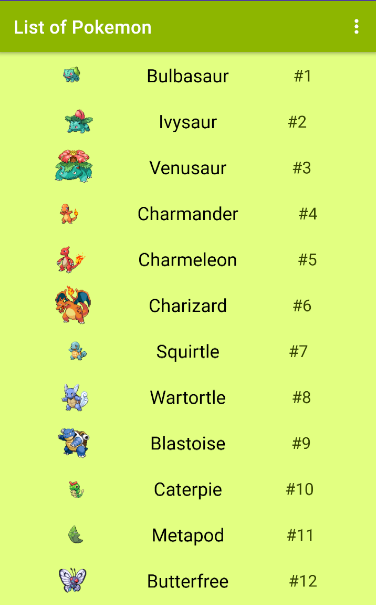 List of Pokemon
Bulbasaur #1
Ivysaur #2
Venusaur #3
Charmander #4
Charmeleon #5
Charizard #6
Squirtle #7
Wartortle #8
Blastoise #9
Caterpie #10
Metapod #11
Butterfree #12